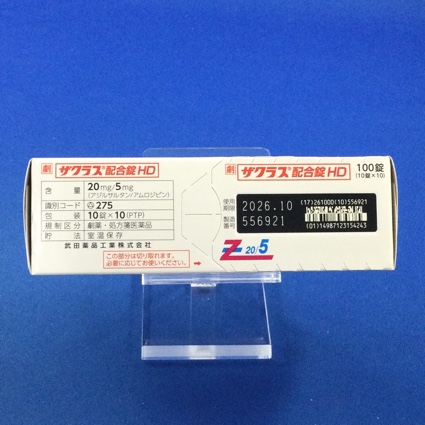 劇 ザクラス®配合錠HD
含量 20mg/5mg
(アジルサルタン/アムロジピン)
識別コード 275
包装 10錠×10(PTP)
規制区分 劇薬・処方箋医薬品
貯法 室温保存
武田薬品工業株式会社
この部分は切り取れます。
必要に応じてお使いください。
劇 ザクラス®配合錠HD 100錠
(10錠×10)
使用期限 2026.10
製造番号 556921
(17)261000(10)556921
(01)14987123154243
Z 20/5